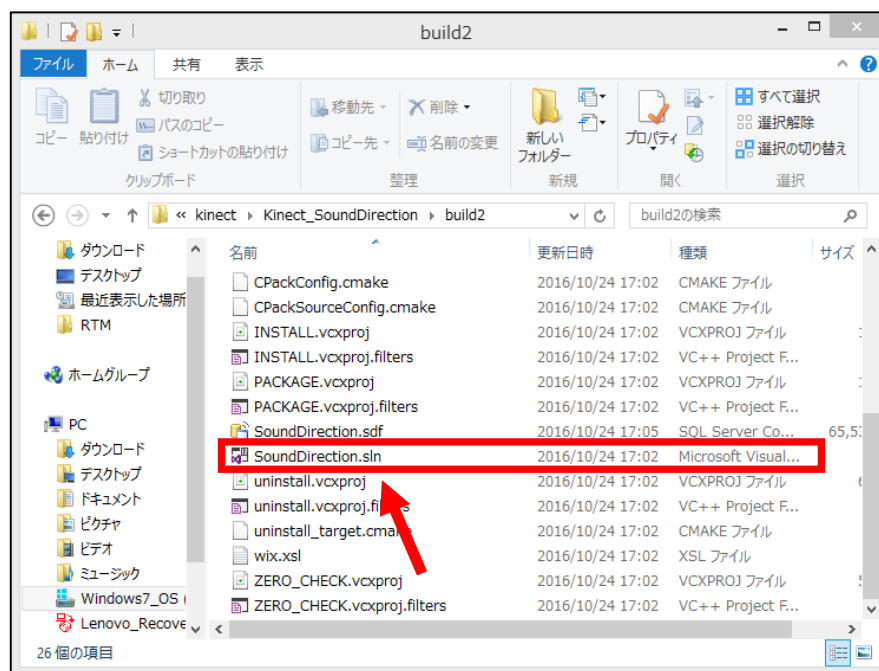 build2
ファイル ホーム 共有 表示
コピー 貼り付け 切り取り パスのコピー ショートカットの貼り付け
移動先 コピー先 削除 名前の変更
新しいフォルダー プロパティ
すべて選択 選択解除 選択の切り替え
クリップボード 整理 新規 開く 選択
« kinect Kinect_SoundDirection build2 build2の検索
名前 更新日時 種類 サイズ
CPackConfig.cmake 2016/10/24 17:02 CMAKE ファイル
CPackSourceConfig.cmake 2016/10/24 17:02 CMAKE ファイル
INSTALL.vcxproj 2016/10/24 17:02 VCXPROJ ファイル
INSTALL.vcxproj.filters 2016/10/24 17:02 VC++ Project F...
PACKAGE.vcxproj 2016/10/24 17:02 VCXPROJ ファイル
PACKAGE.vcxproj.filters 2016/10/24 17:02 VC++ Project F...
SoundDirection.sdf 2016/10/24 17:05 SQL Server Co... 65,53
SoundDirection.sln 2016/10/24 17:02 Microsoft Visual...
uninstall.vcxproj 2016/10/24 17:02 VCXPROJ ファイル
uninstall.vcxproj.filters 2016/10/24 17:02 VC++ Project F...
uninstall_target.cmake 2016/10/24 17:02 CMAKE ファイル
wix.xsl 2016/10/24 17:02 XSL ファイル
ZERO_CHECK.vcxproj 2016/10/24 17:02 VCXPROJ ファイル
ZERO_CHECK.vcxproj.filters 2016/10/24 17:02 VC++ Project F...
ダウンロード
デスクトップ
最近表示した場所
RTM
ホームグループ
PC
ダウンロード
デスクトップ
ドキュメント
ピクチャ
ビデオ
ミュージック
Windows7_OS (
Lenovo_Recove
26 個の項目